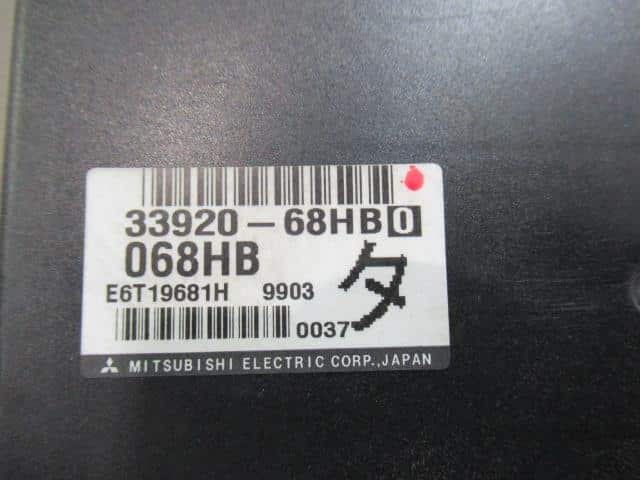 33920-68HB0
068HB
タ
E6T19681H 9903
0037
MITSUBISHI ELECTRIC CORP.,JAPAN